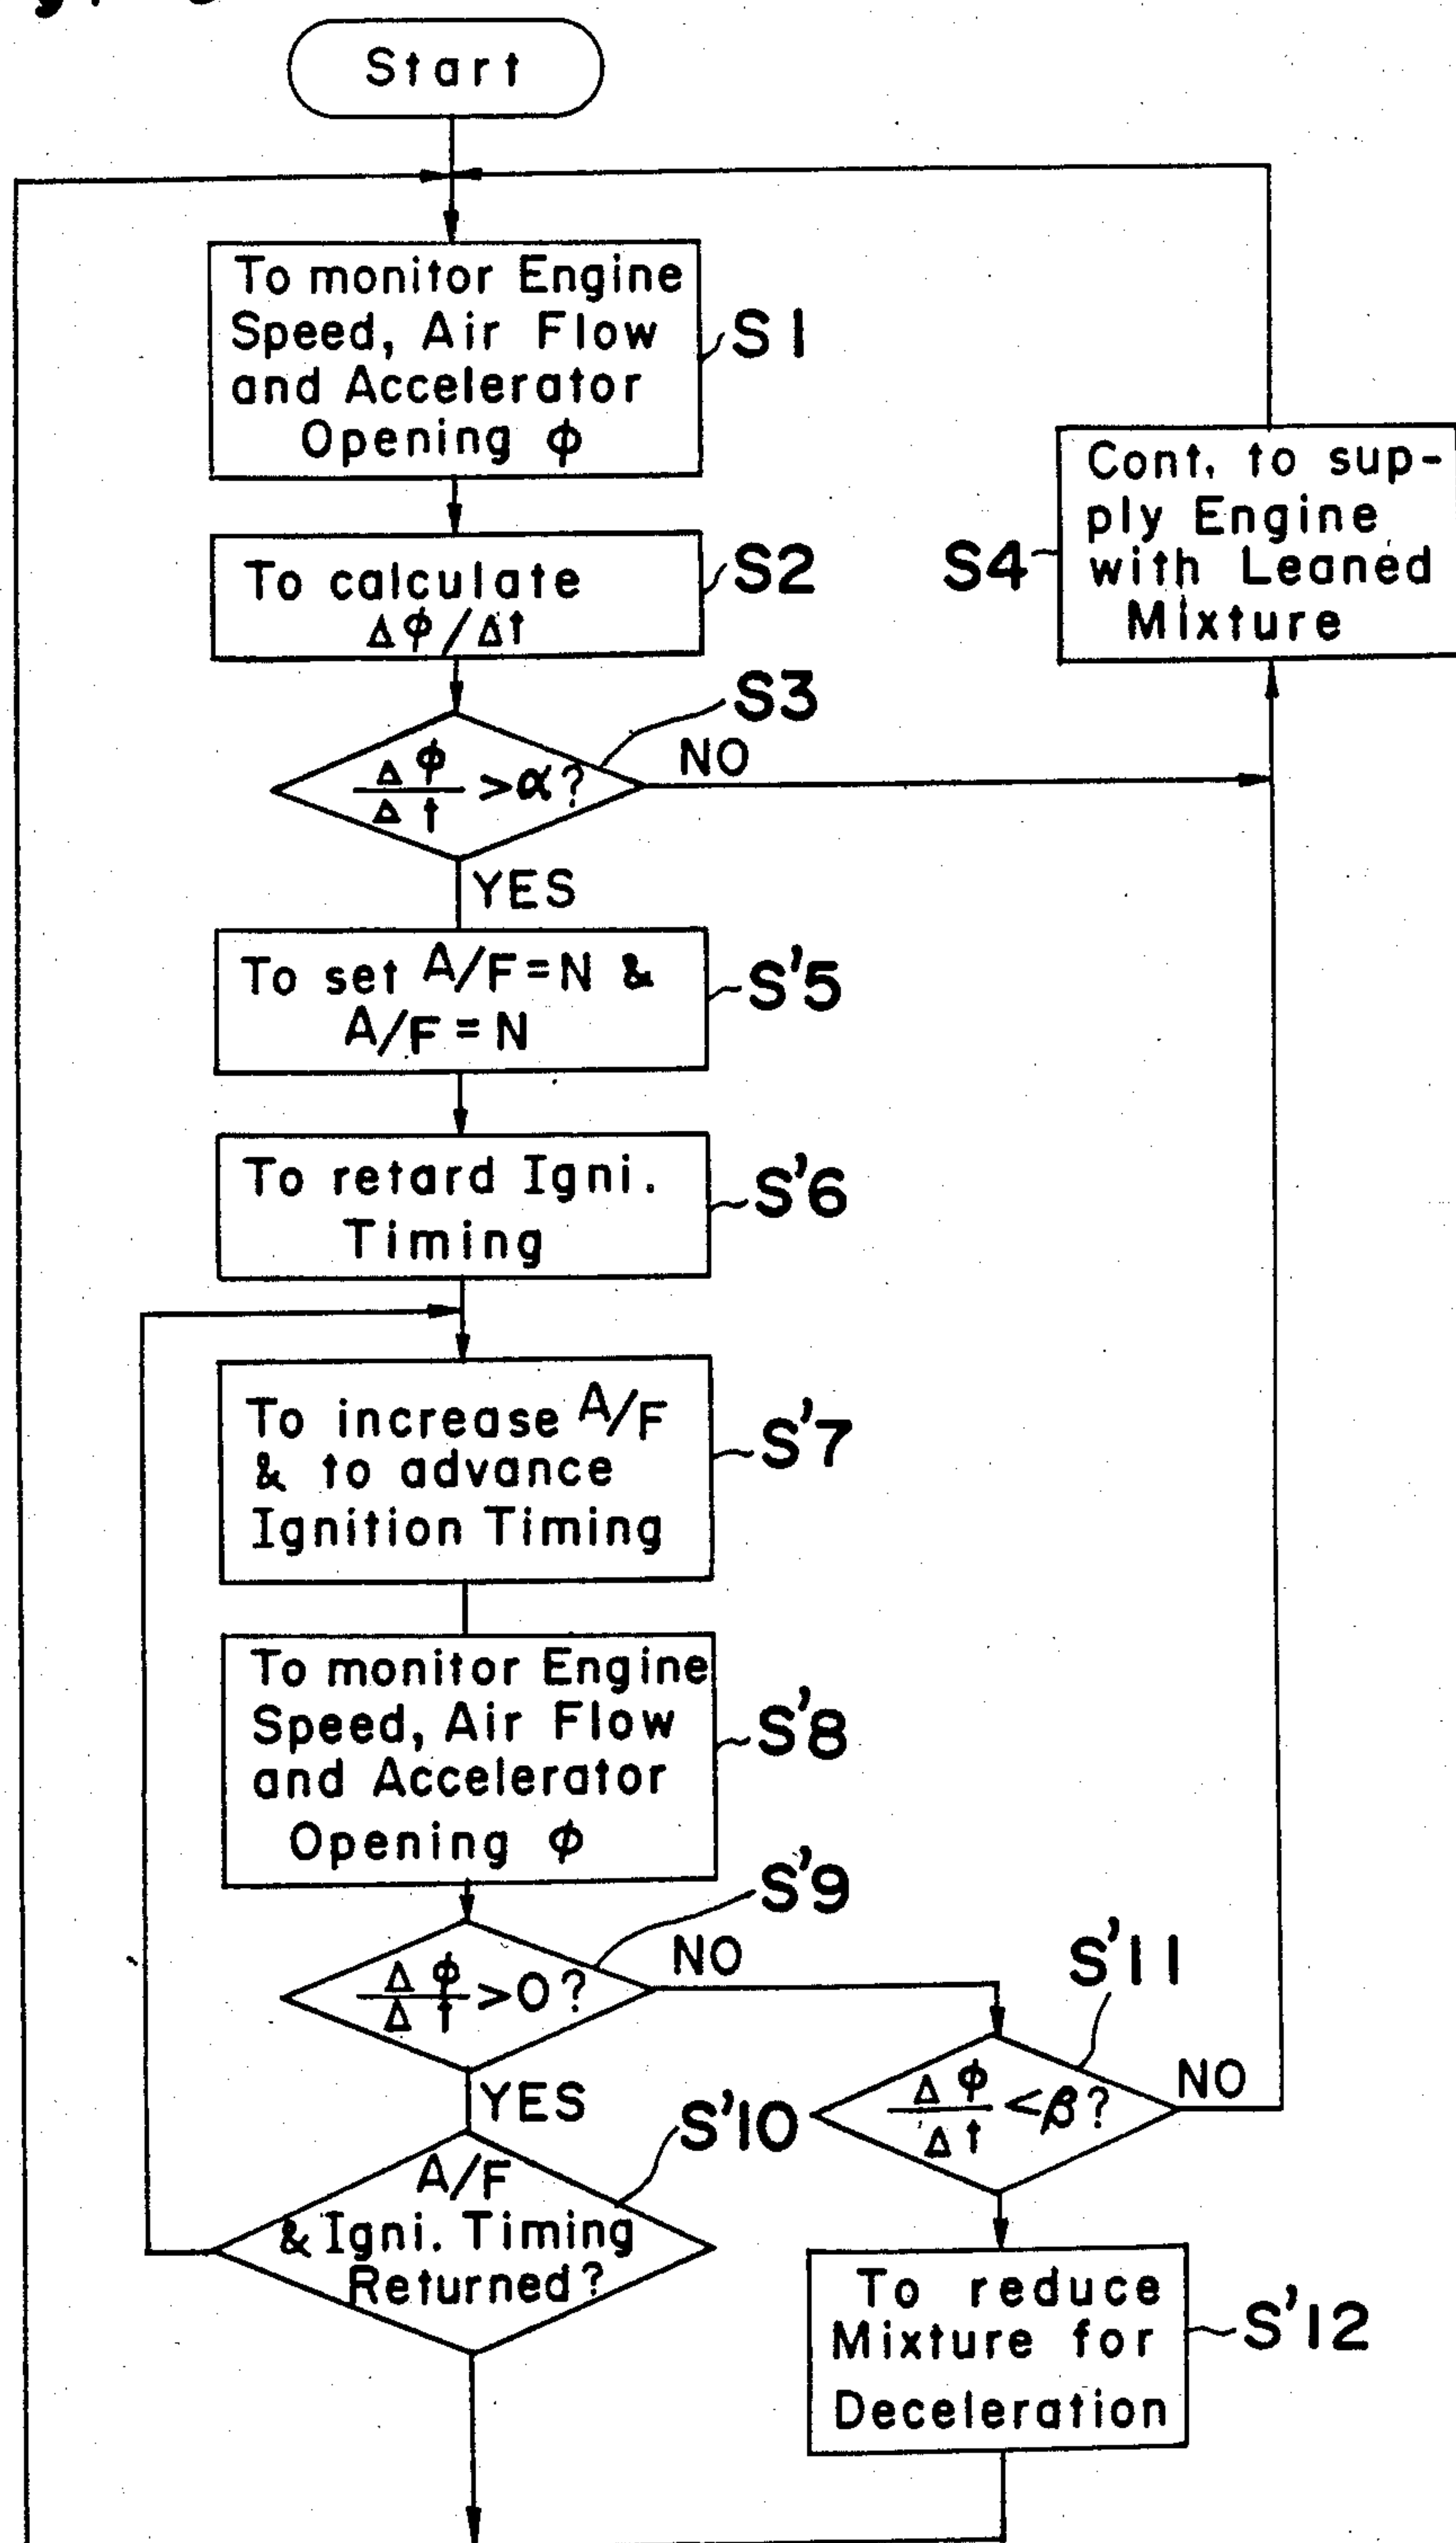 Start
To monitor Engine
Speed, Air Flow
and Accelerator
Opening ϕ
S1
To calculate
Δϕ/Δt
S2
Cont. to sup-
ply Engine
with Leaned
Mixture
S4
S3
Δϕ
Δt
>α?
NO
YES
To set A/F=N &
A/F=N
S'5
To retard Igni.
Timing
S'6
To increase A/F
& to advance
Ignition Timing
S'7
To monitor Engine
Speed, Air Flow
and Accelerator
Opening ϕ
S'8
S'9
Δϕ
Δt
>0?
NO
YES
S'11
Δϕ
Δt
<β?
NO
S'10
A/F
& Igni. Timing
Returned?
To reduce
Mixture for
Deceleration
S'12